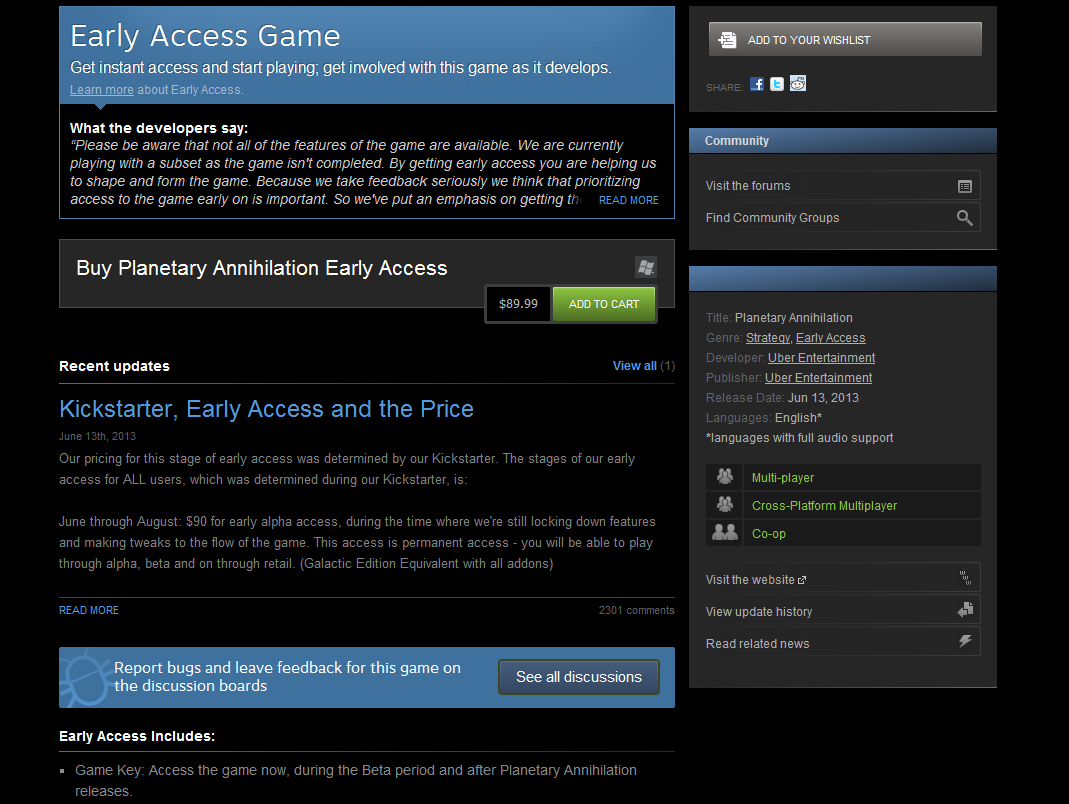 Early Access Game
Get instant access and start playing; get involved with this game as it develops.
Learn more about Early Access.
What the developers say:
“Please be aware that not all of the features of the game are available. We are currently
playing with a subset as the game isn't completed. By getting early access you are helping us
to shape and form the game. Because we take feedback seriously we think that prioritizing
access to the game early on is important. So we've put an emphasis on getting
READ MORE
Buy Planetary Annihilation Early Access
$89.99
ADD TO CART
Recent updates
View all (1)
Kickstarter, Early Access and the Price
June 13th, 2013
Our pricing for this stage of early access was determined by our Kickstarter. The stages of our early
access for ALL users, which was determined during our Kickstarter, is:
June through August: $90 for early alpha access, during the time where we're still locking down features
and making tweaks to the flow of the game. This access is permanent access - you will be able to play
through alpha, beta and on through retail. (Galactic Edition Equivalent with all addons)
READ MORE
2301 comments
Report bugs and leave feedback for this game on
the discussion boards
See all discussions
Early Access Includes:
Game Key: Access the game now, during the Beta period and after Planetary Annihilation
releases.
ADD TO YOUR WISHLIST
SHARE:
Community
Visit the forums
Find Community Groups
Title: Planetary Annihilation
Genre: Strategy, Early Access
Developer: Uber Entertainment
Publisher: Uber Entertainment
Release Date: Jun 13, 2013
Languages: English*
*languages with full audio support
Multi-player
Cross-Platform Multiplayer
Co-op
Visit the website
View update history
Read related news